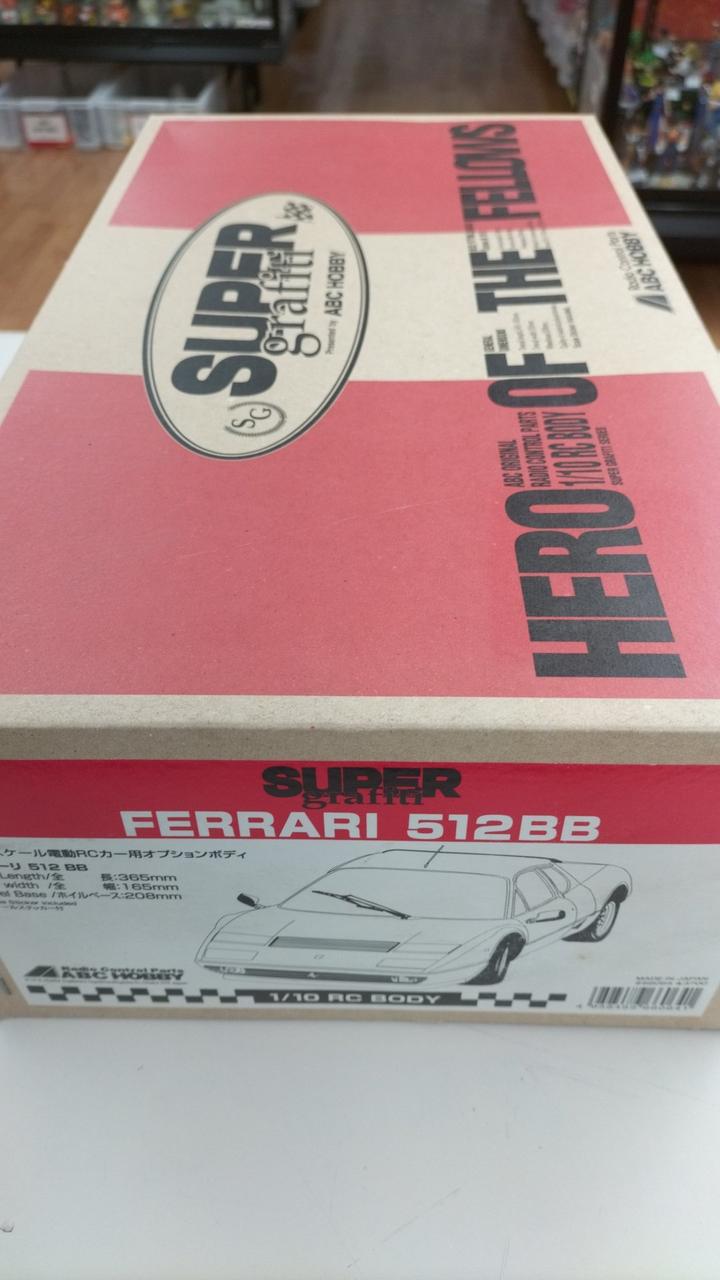 SUPER
graffiti
Presented by ABC HOBBY
SG
HERO OF THE FELLOWS
ABC ORIGINAL
RADIO CONTROL PARTS
1/10 RC BODY
SUPER GRAFITI SERIES
Radio Control Parts
ABC HOBBY
SUPER
graffiti
FERRARI 512BB
ケール電動RCカー用オプションボディ
ーリ 512 BB
Length/全 長:365mm
width /全 幅:165mm
el Base /ホイルベース:208mm
Radio Control Parts
ABC HOBBY
1/10 RC BODY
MADE IN JAPAN